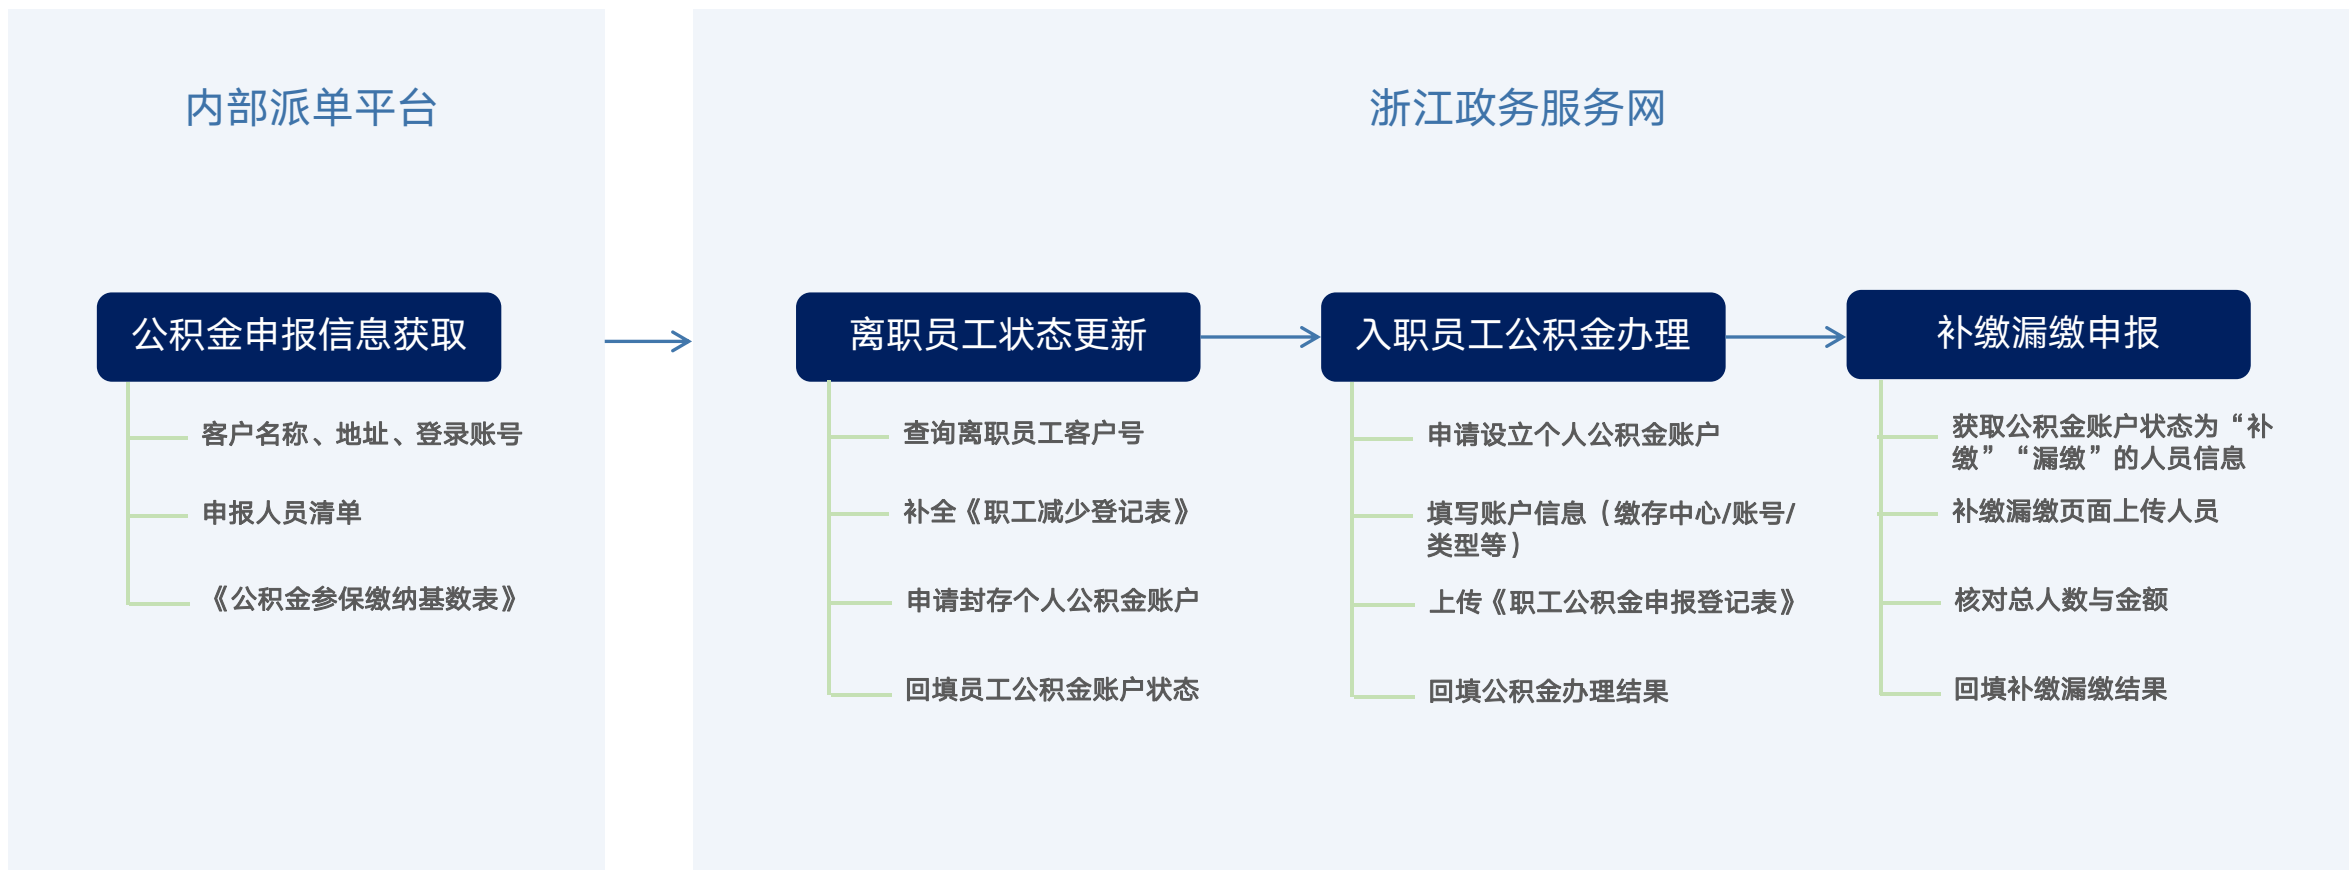 内部派单平台
公积金申报信息获取
客户名称、地址、登录账号
申报人员清单
《公积金参保缴纳基数表》
浙江政务服务网
离职员工状态更新
查询离职员工客户号
补全《职工减少登记表》
申请封存个人公积金账户
回填员工公积金账户状态
入职员工公积金办理
申请设立个人公积金账户
填写账户信息（缴存中心/账号/
类型等）
上传《职工公积金申报登记表》
回填公积金办理结果
补缴漏缴申报
获取公积金账户状态为“补
缴”“漏缴”的人员信息
补缴漏缴页面上传人员
核对总人数与金额
回填补缴漏缴结果